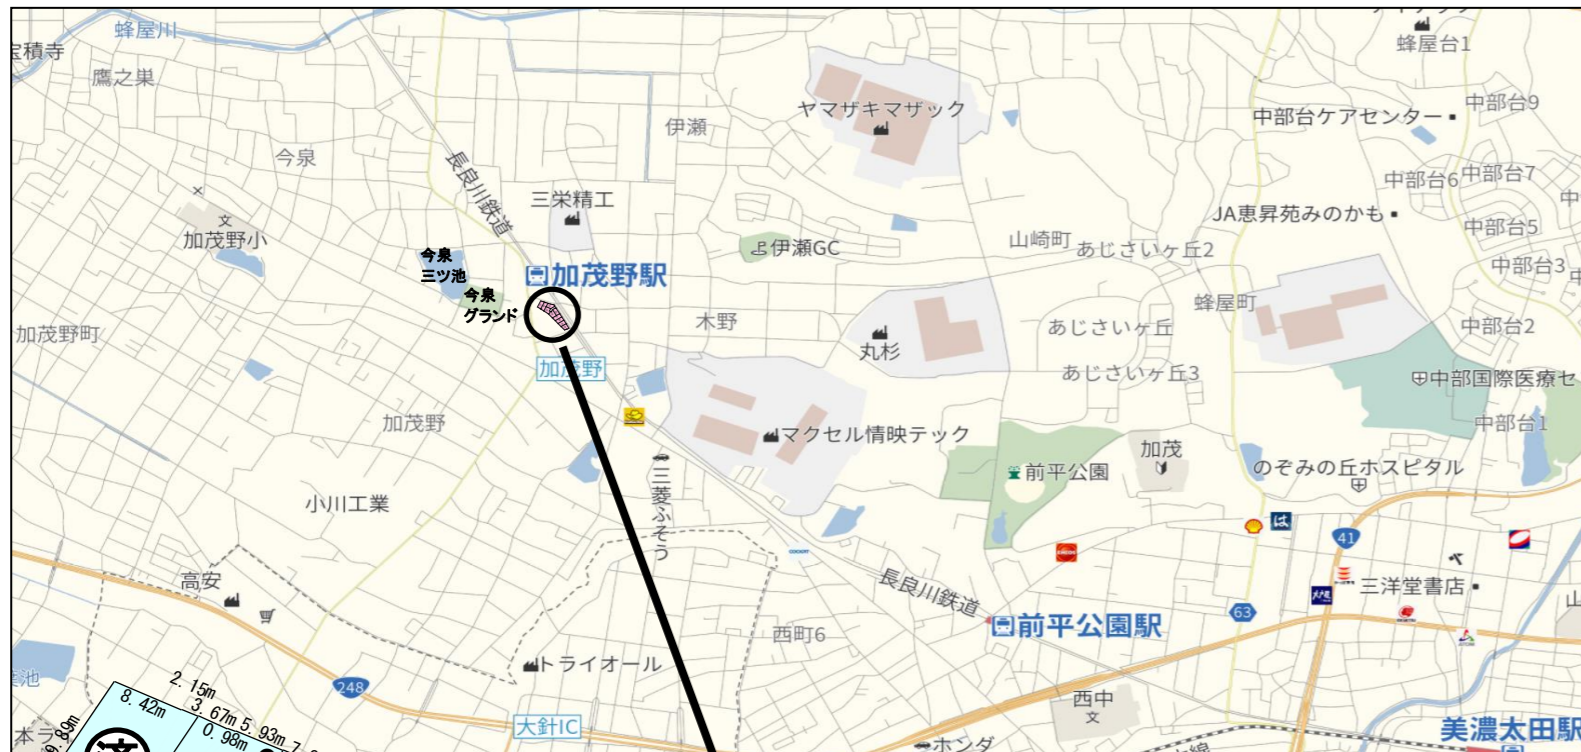 蜂屋川
蜂屋台1
宝積寺
鷹之巣
ヤマザキマザック
中部台9
中部台ケアセンター
伊瀬
今泉
長良川鉄道
中部台6
中部台7
三栄精工
JA恵昇苑みのかも
文
加茂野小
中部台5
山崎町
あじさいヶ丘2
伊瀬GC
今泉
三ツ池
加茂野駅
中部台3
今泉
グランド
蜂屋町
木野
あじさいヶ丘
中部台2
加茂野町
丸杉
加茂野
あじさいヶ丘3
中部国際医療セ
加茂野
マクセル情映テック
中部台1
加茂
前平公園
のぞみの丘ホスピタル
三菱ふそう
小川工業
は
41
COCKPIT
高安
長良川鉄道
三洋堂書店
63
前平公園駅
西町6
トライオール
248
西中
文
大針IC
美濃太田駅
ホンダ
2.15m
8.42m
3.67m
5.93m
0.98m
9.89m
済